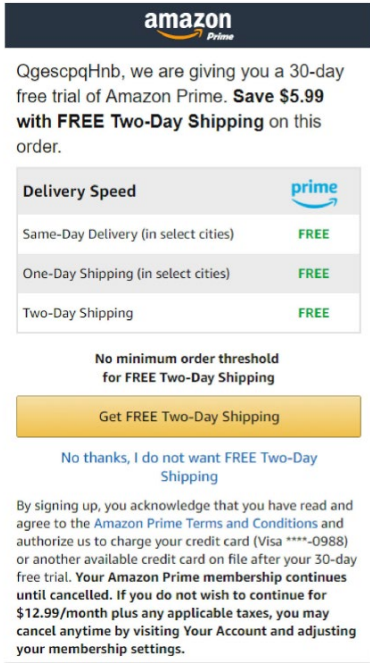 amazon
Prime
QgescpqHnb, we are giving you a 30-day
free trial of Amazon Prime. Save $5.99
with FREE Two-Day Shipping on this
order.
Delivery Speed prime
Same-Day Delivery (in select cities) FREE
One-Day Shipping (in select cities) FREE
Two-Day Shipping FREE
No minimum order threshold
for FREE Two-Day Shipping
Get FREE Two-Day Shipping
No thanks, I do not want FREE Two-Day
Shipping
By signing up, you acknowledge that you have read and
agree to the Amazon Prime Terms and Conditions and
authorize us to charge your credit card (Visa ****-0988)
or another available credit card on file after your 30-day
free trial. Your Amazon Prime membership continues
until cancelled. If you do not wish to continue for
$12.99/month plus any applicable taxes, you may
cancel anytime by visiting Your Account and adjusting
your membership settings.